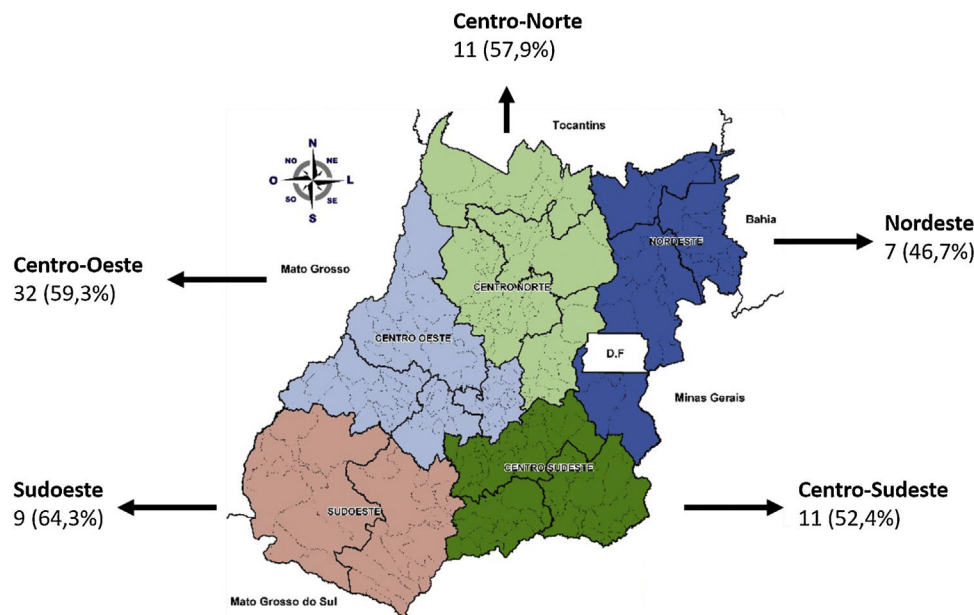 Centro-Norte
11 (57,9%)
Tocantins
N
NO
NE
O
L
SO
SE
S
Bahia
Nordeste
7 (46,7%)
NORDESTE
Centro-Oeste
32 (59,3%)
Mato Grosso
CENTRO NORTE
CENTRO OESTE
D.F
Minas Gerais
CENTRO SUDESTE
Sudoeste
9 (64,3%)
Centro-Sudeste
11 (52,4%)
SUDOESTE
Mato Grosso do Sul